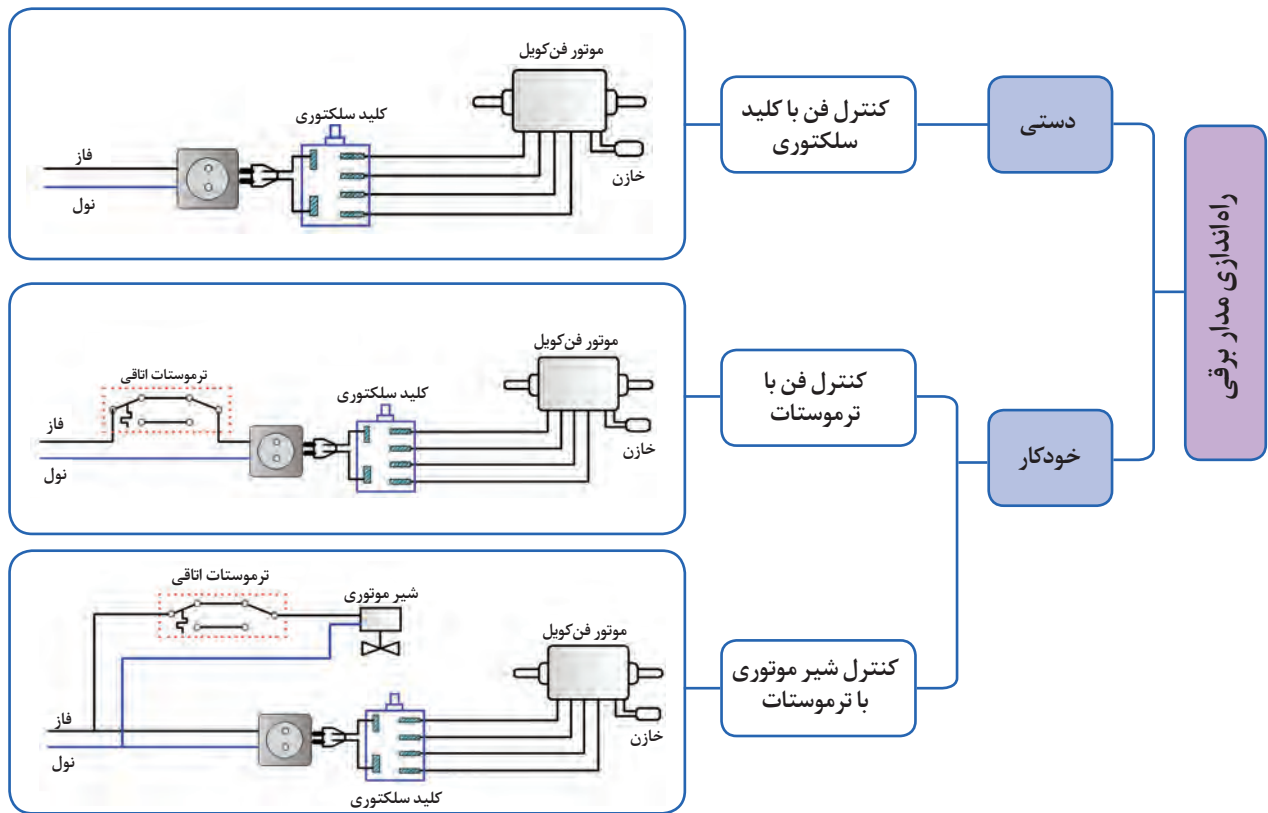 راه‌اندازی مدار برقی
دستی
کنترل فن با کلید
سلکتوری
موتور فن‌کویل
کلید سلکتوری
فاز
نول
خازن
خودکار
کنترل فن با
ترموستات
موتور فن‌کویل
ترموستات اتاقی
کلید سلکتوری
فاز
نول
خازن
کنترل شیر موتوری
با ترموستات
ترموستات اتاقی
شیر موتوری
موتور فن‌کویل
فاز
نول
خازن
کلید سلکتوری